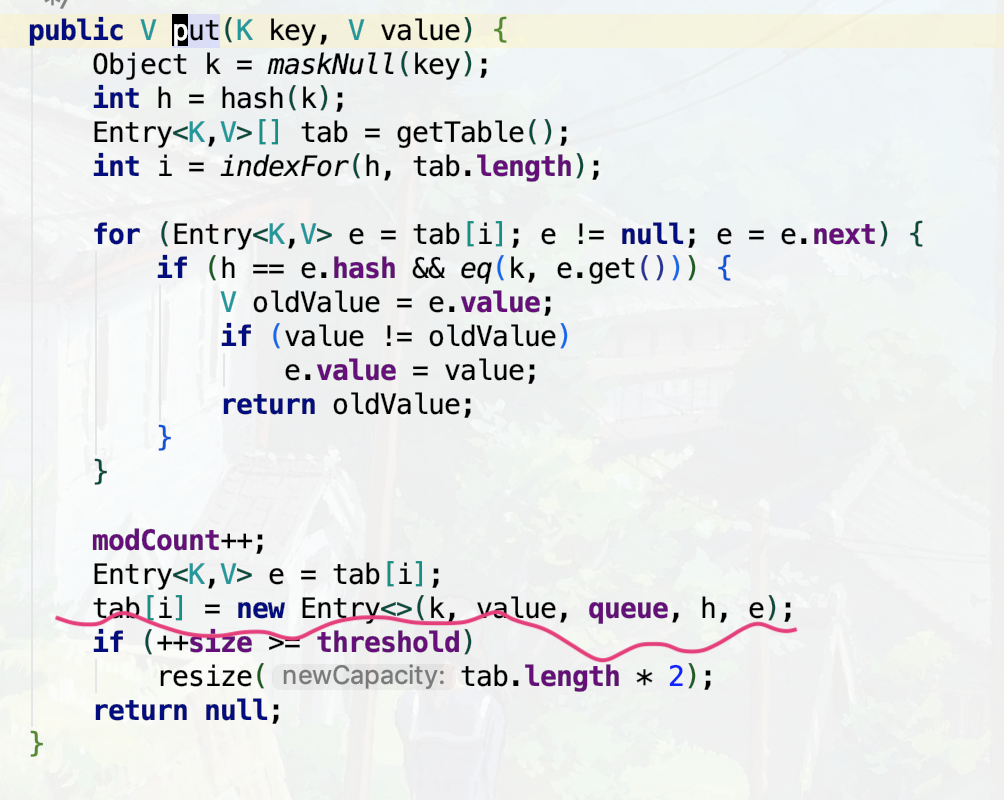 */
public V put(K key, V value) {
Object k = maskNull(key);
int h = hash(k);
Entry<K,V>[] tab = getTable();
int i = indexFor(h, tab.length);
for (Entry<K,V> e = tab[i]; e != null; e = e.next) {
if (h == e.hash && eq(k, e.get())) {
V oldValue = e.value;
if (value != oldValue)
e.value = value;
return oldValue;
}
}
modCount++;
Entry<K,V> e = tab[i];
tab[i] = new Entry<>(k, value, queue, h, e);
if (++size >= threshold)
resize( newCapacity: tab.length * 2);
return null;
}